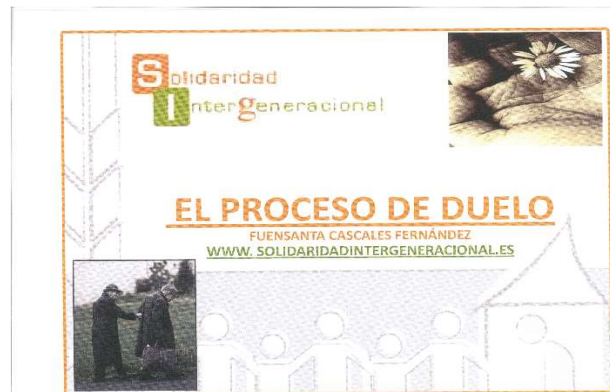 Solidaridad
Intergeneracional
EL PROCESO DE DUELO
FUENSANTA CASCALES FERNÁNDEZ
WWW. SOLIDARIDADINTERGENERACIONAL.ES